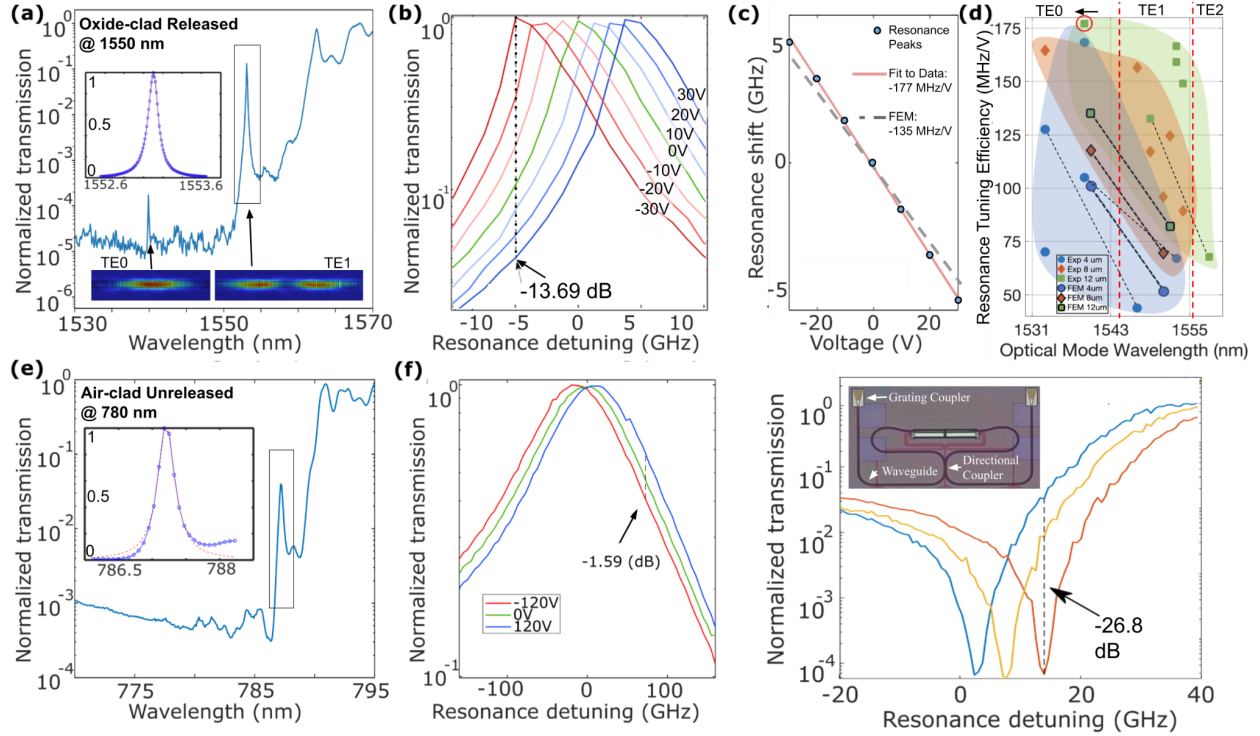 (a)
Oxide-clad Released
@ 1550 nm
Normalized transmission
10^0
10^-1
10^-2
10^-3
10^-4
10^-5
10^-6
1
0.5
0
1552.6
1553.6
TE0
TE1
1530
1550
1570
Wavelength (nm)
(b)
Normalized transmission
10^0
10^-1
30V
20V
10V
0V
-10V
-20V
-30V
-13.69 dB
-10
-5
0
5
10
Resonance detuning (GHz)
(c)
Resonance shift (GHz)
5
0
-5
Resonance
Peaks
Fit to Data:
-177 MHz/V
FEM:
-135 MHz/V
-20
0
20
Voltage (V)
(d)
TE0
TE1
TE2
Resonance Tuning Efficiency (MHz/V)
175
150
125
100
75
50
Exp 4 um
Exp 8 um
Exp 12 um
FEM 4um
FEM 8um
FEM 12um
1531
1543
1555
Optical Mode Wavelength (nm)
(e)
Air-clad Unreleased
@ 780 nm
Normalized transmission
10^0
10^-1
10^-2
10^-3
10^-4
1
0.5
0
786.5
788
775
785
795
Wavelength (nm)
(f)
Normalized transmission
10^0
10^-1
-1.59 (dB)
-120V
0V
120V
-100
0
100
Resonance detuning (GHz)
Normalized transmission
10^0
10^-1
10^-2
10^-3
10^-4
Grating Coupler
Waveguide
Directional
Coupler
-26.8
dB
-20
0
20
40
Resonance detuning (GHz)